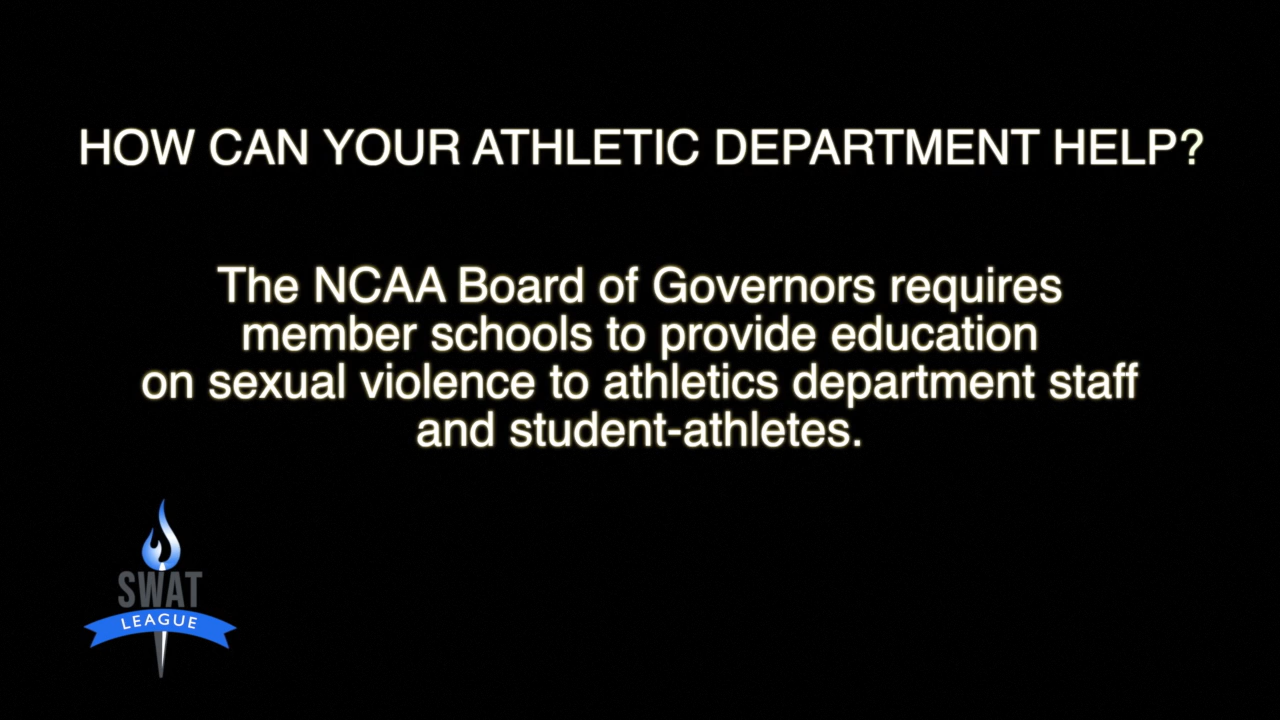 HOW CAN YOUR ATHLETIC DEPARTMENT HELP?
The NCAA Board of Governors requires
member schools to provide education
on sexual violence to athletics department staff
and student-athletes.
SWAT
LEAGUE